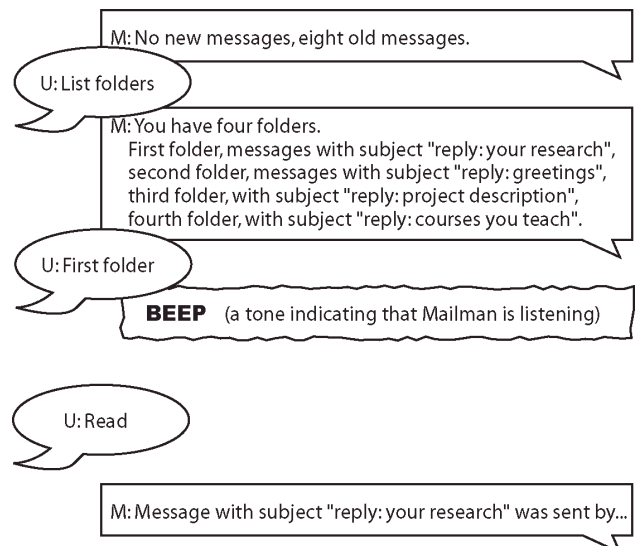 M: No new messages, eight old messages.
U: List folders
M: You have four folders.
First folder, messages with subject "reply: your research",
second folder, messages with subject "reply: greetings",
third folder, with subject "reply: project description",
fourth folder, with subject "reply: courses you teach".
U: First folder
BEEP (a tone indicating that Mailman is listening)
U: Read
M: Message with subject "reply: your research" was sent by...